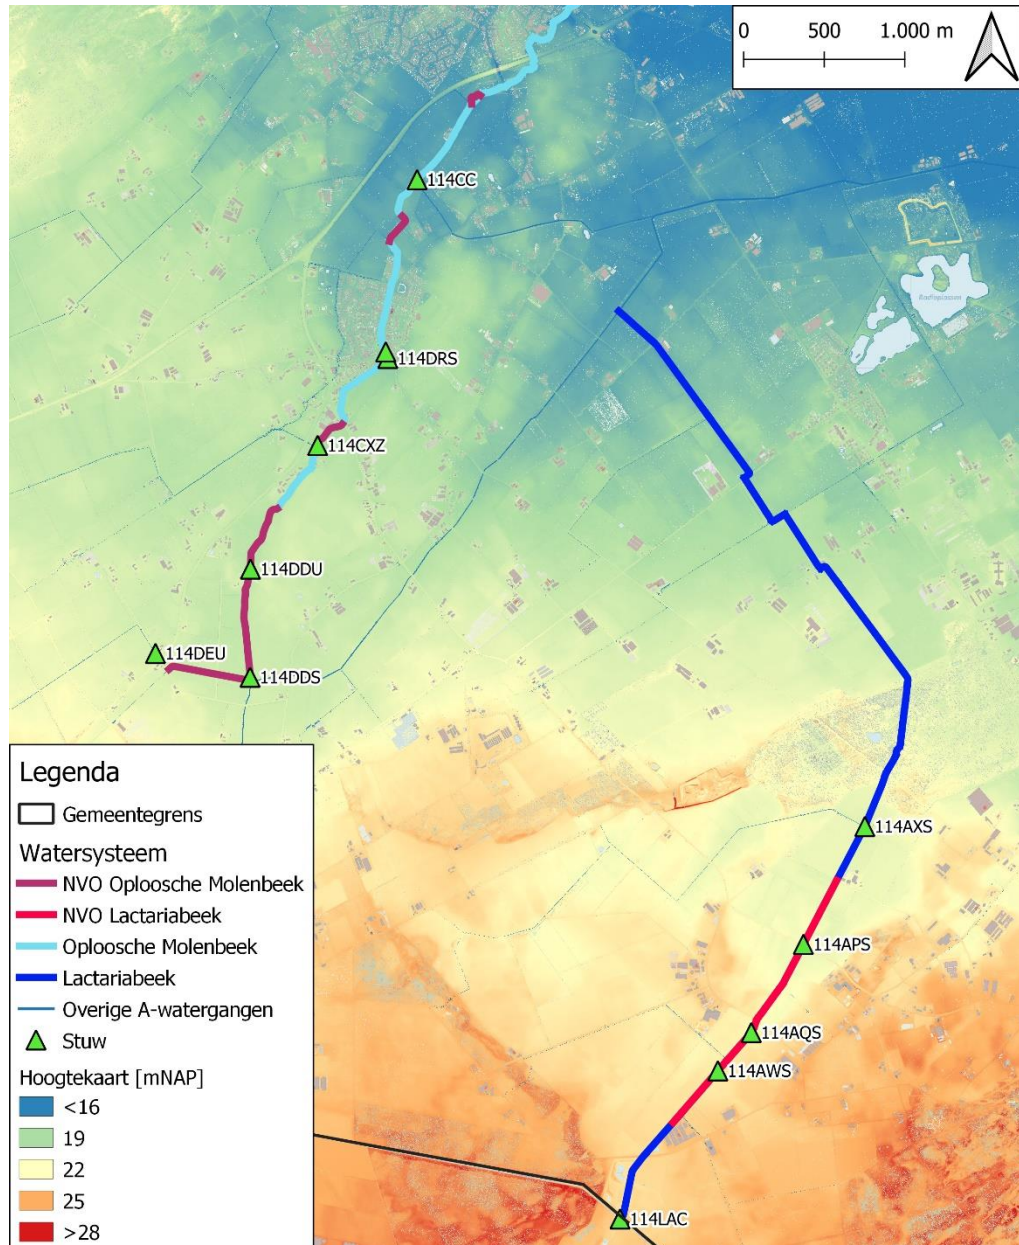 0 500 1.000 m
114CC
Radioplassen
114DRS
114CXZ
114DDU
114DEU
114DDS
114AXS
114APS
114AQS
114AWS
114LAC
Legenda
Gemeentegrens
Watersysteem
NVO Oploosche Molenbeek
NVO Lactariabeek
Oploosche Molenbeek
Lactariabeek
Overige A-watergangen
Stuw
Hoogtekaart [mNAP]
<16
19
22
25
>28